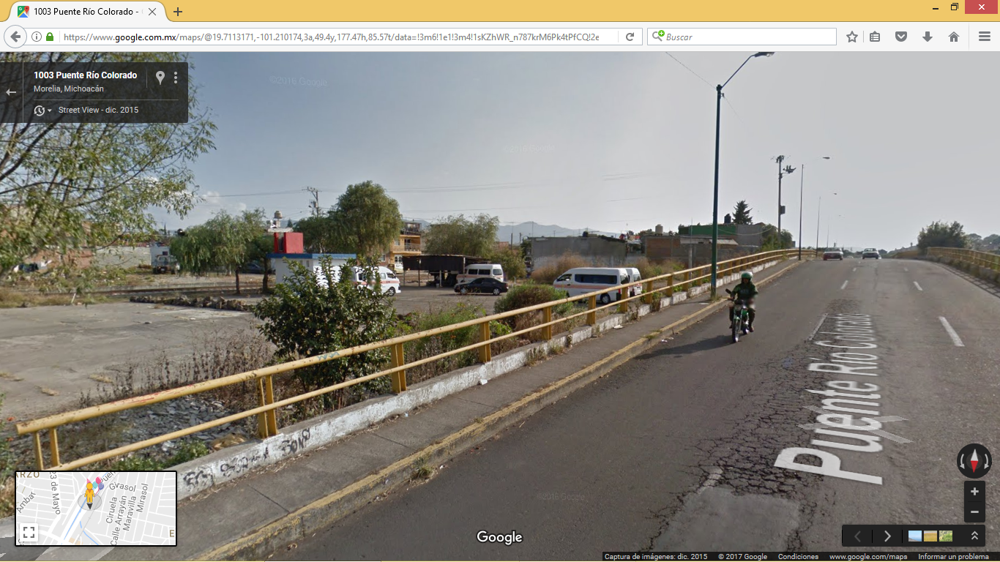 1003 Puente Río Colorado -
https://www.google.com.mx/maps/@19.7113171,-101.210174,3a,49.4y,177.47h,85.57t/data=!3m6!1e1!3m4!1sKZhWR_n787krM6Pk4tPfCQ!2e
Buscar
1003 Puente Río Colorado
Morelia, Michoacán
Street View - dic. 2015
©2016 Google
Puente Río Colorado
23 de Mayo
Ambar
Girasol
Ciruela
Calle Arrayán
Maravilla
Mirasol
2016 Google
Google
Captura de imágenes: dic. 2015 © 2017 Google Condiciones www.google.com/maps Informar un problema